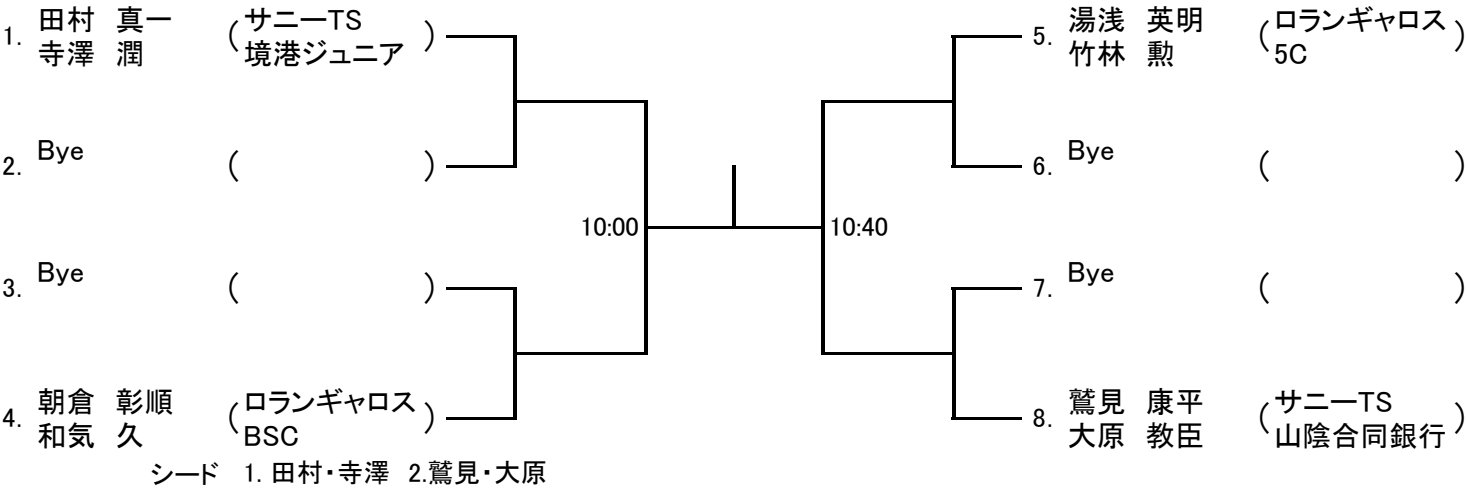 1. 田村 真一 (サニーTS
寺澤 潤 境港ジュニア)
2. Bye ( )
3. Bye ( )
4. 朝倉 彰順 (ロランギャロス
和気 久 BSC)
10:00
10:40
5. 湯浅 英明 (ロランギャロス
竹林 勲 5C)
6. Bye ( )
7. Bye ( )
8. 鷲見 康平 (サニーTS
大原 教臣 山陰合同銀行)
シード 1. 田村・寺澤 2.鷲見・大原